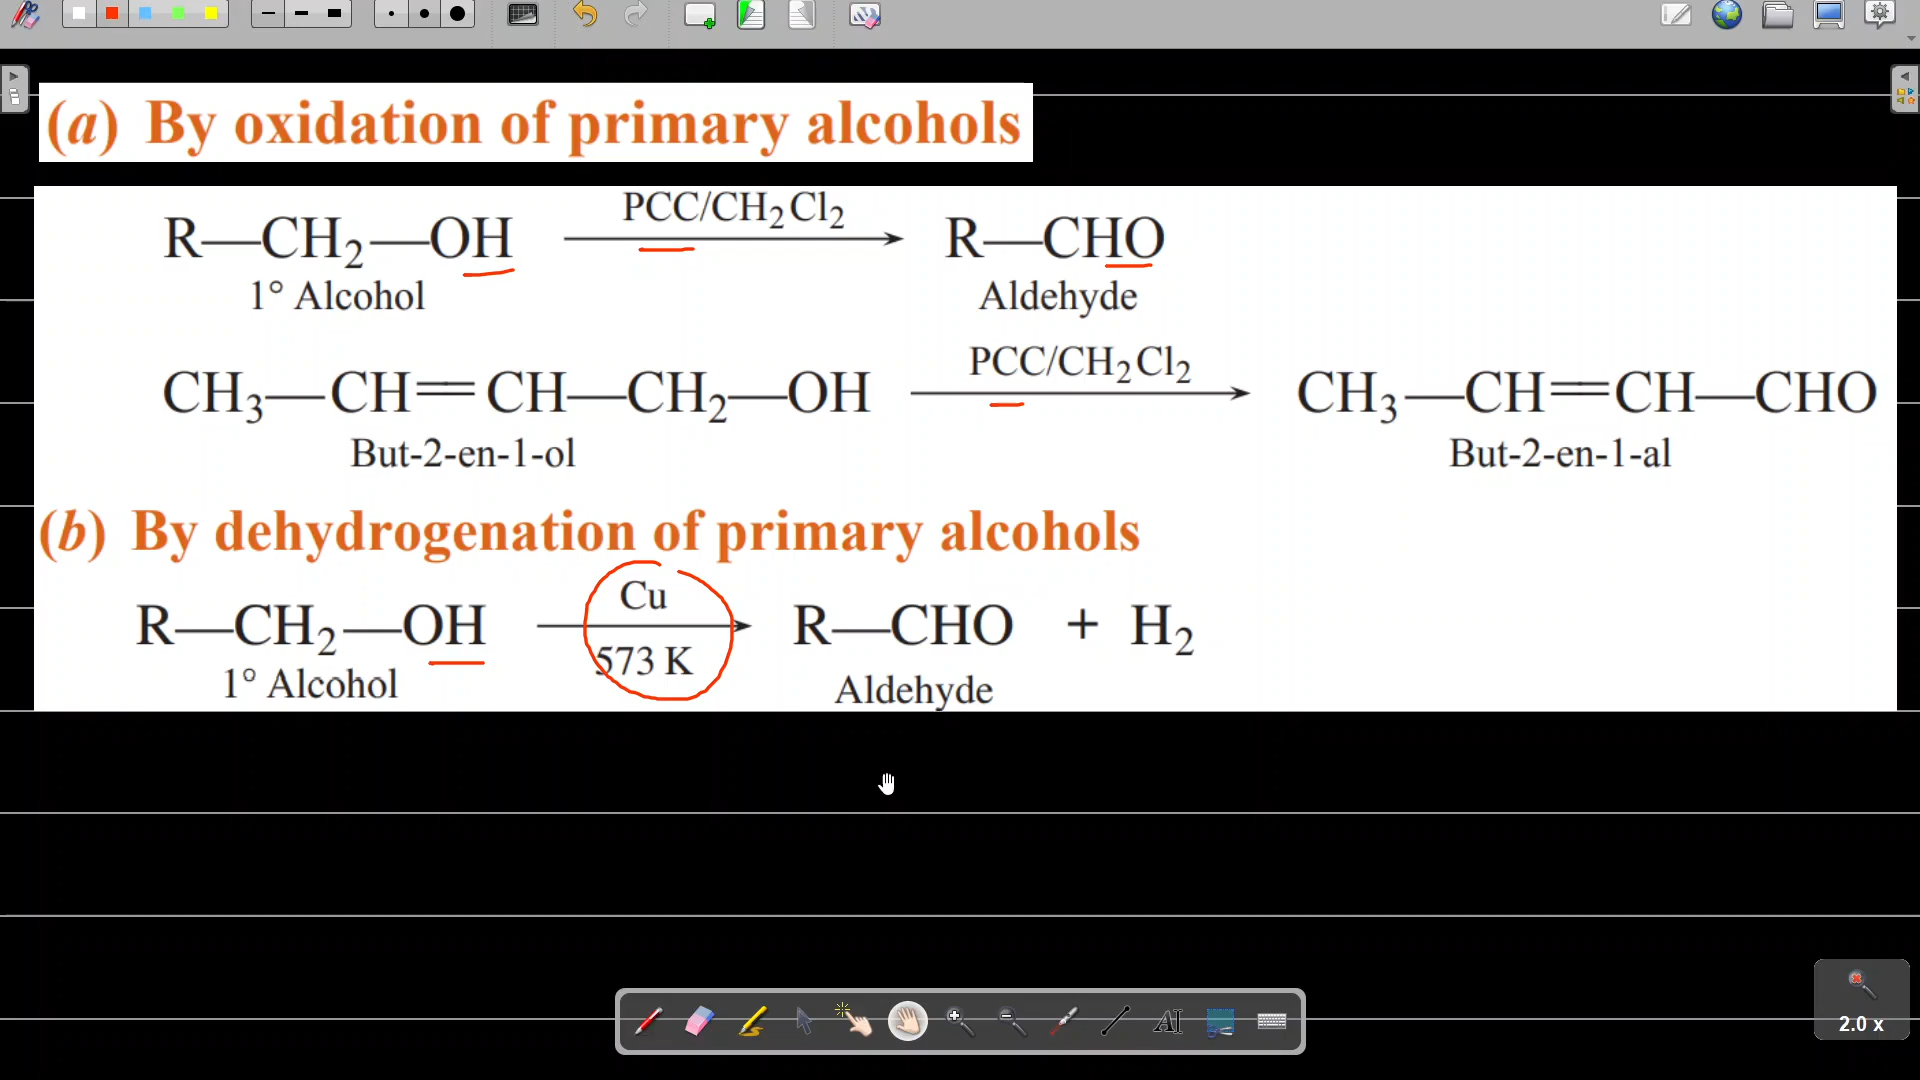 (a) By oxidation of primary alcohols
PCC/CH₂Cl₂
R—CH₂—OH R—CHO
1° Alcohol Aldehyde
PCC/CH₂Cl₂
CH₃—CH=CH—CH₂—OH CH₃—CH=CH—CHO
But-2-en-1-ol But-2-en-1-al
(b) By dehydrogenation of primary alcohols
Cu
R—CH₂—OH R—CHO + H₂
573 K
1° Alcohol Aldehyde
AI
2.0 x